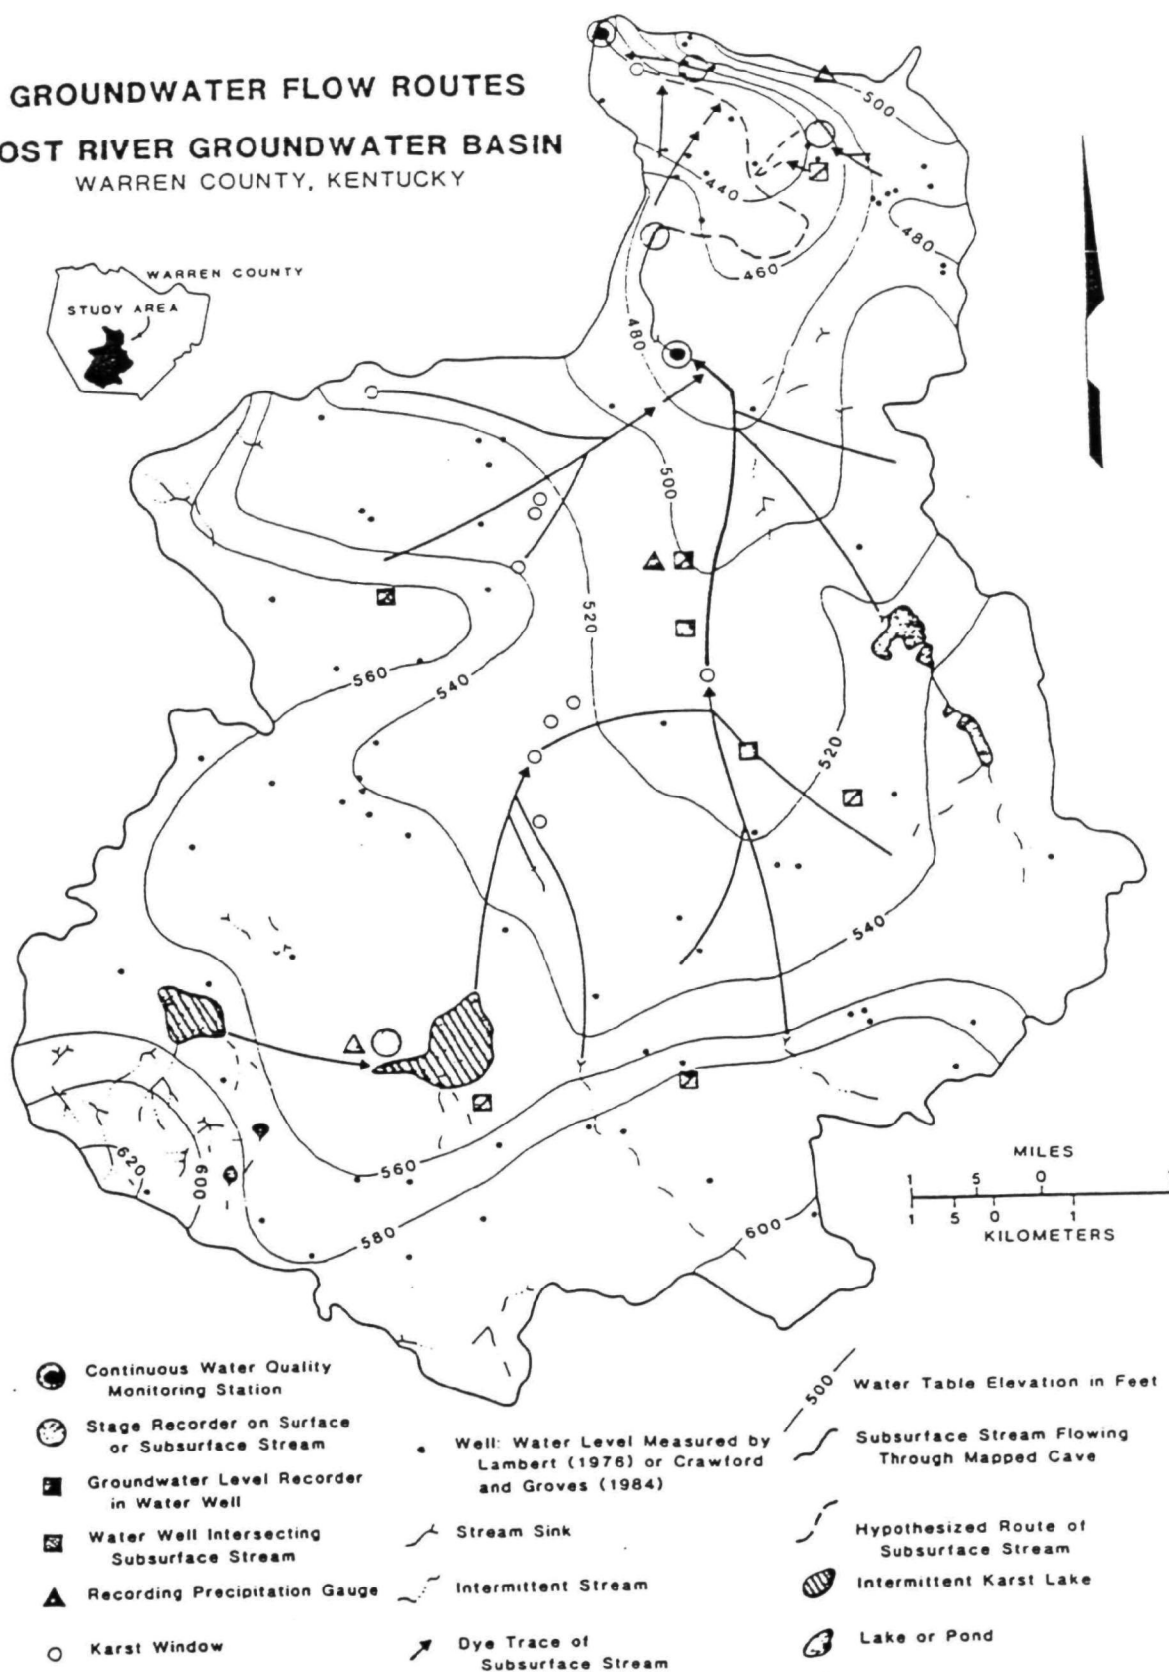 GROUNDWATER FLOW ROUTES
OST RIVER GROUNDWATER BASIN
WARREN COUNTY, KENTUCKY
WARREN COUNTY
STUDY AREA
500
440
480
460
480
500
520
560
540
520
540
620
600
560
580
600
MILES
1 5 0
1 5 0 1
KILOMETERS
Continuous Water Quality
Monitoring Station
Stage Recorder on Surface
or Subsurface Stream
Groundwater Level Recorder
in Water Well
Water Well Intersecting
Subsurface Stream
Recording Precipitation Gauge
Karst Window
Well: Water Level Measured by
Lambert (1976) or Crawford
and Groves (1984)
Stream Sink
Intermittent Stream
Dye Trace of
Subsurface Stream
500
Water Table Elevation in Feet
Subsurface Stream Flowing
Through Mapped Cave
Hypothesized Route of
Subsurface Stream
Intermittent Karst Lake
Lake or Pond